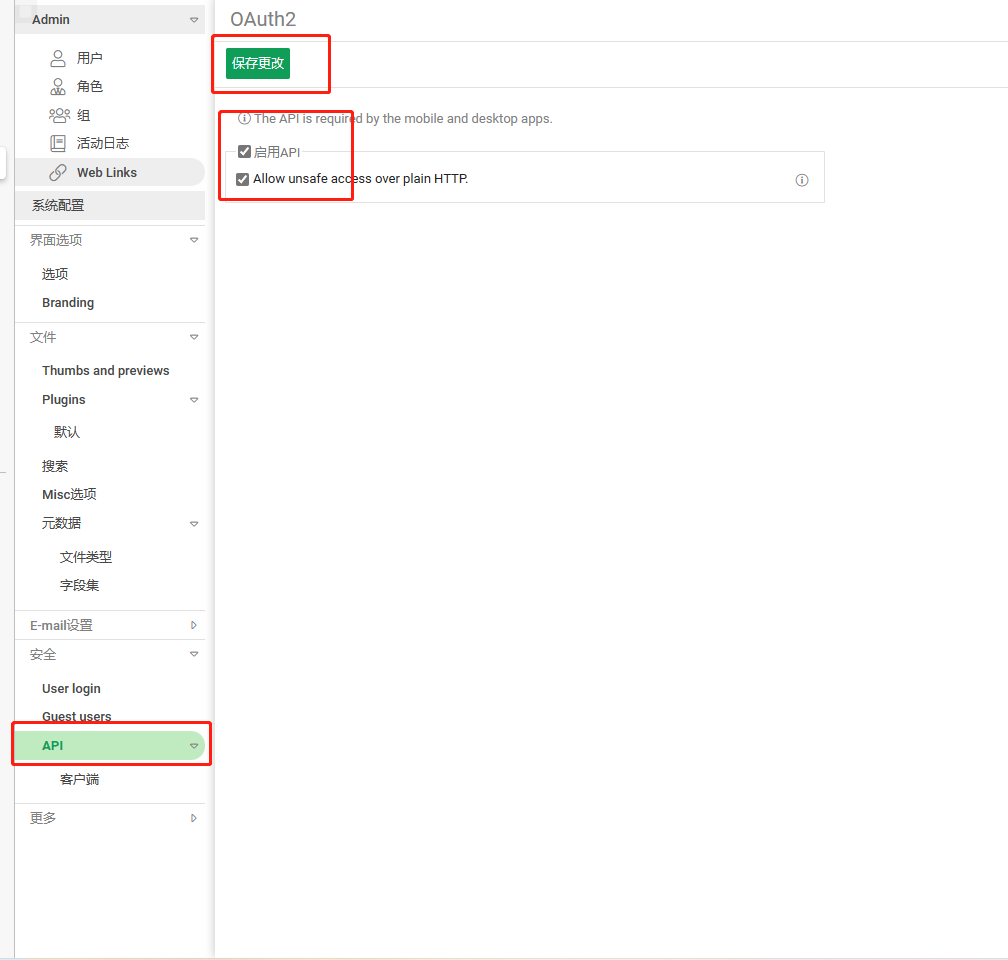 Admin
用户
角色
组
活动日志
Web Links
系统配置
界面选项
选项
Branding
文件
Thumbs and previews
Plugins
默认
搜索
Misc选项
元数据
文件类型
字段集
E-mail设置
安全
User login
Guest users
API
客户端
更多
OAuth2
保存更改
The API is required by the mobile and desktop apps.
启用API
Allow unsafe access over plain HTTP.